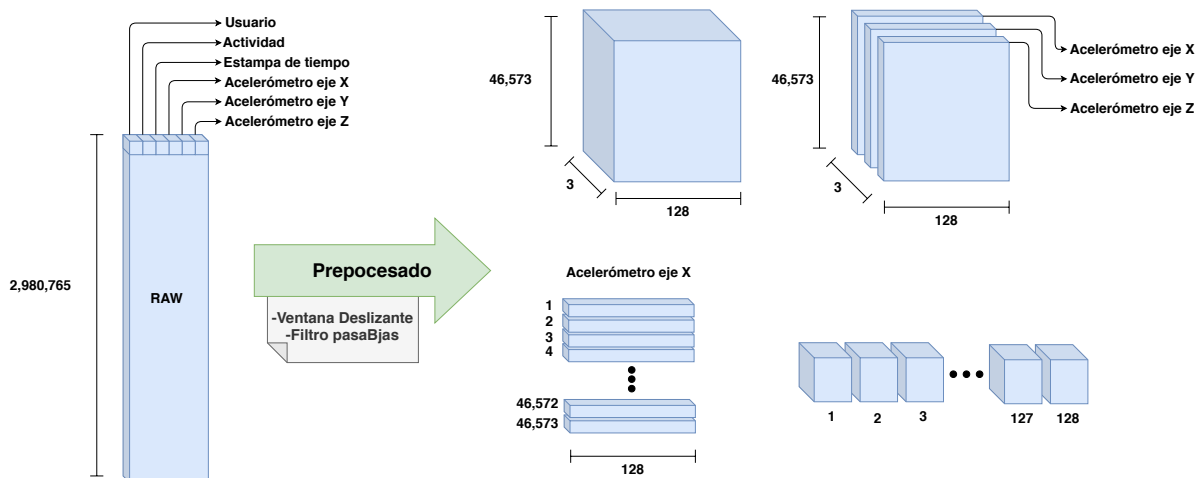 Usuario
Actividad
Estampa de tiempo
Acelerómetro eje X
Acelerómetro eje Y
Acelerómetro eje Z
2,980,765
RAW
Prepocesado
-Ventana Deslizante
-Filtro pasaBjas
46,573
3
128
46,573
3
128
Acelerómetro eje X
Acelerómetro eje Y
Acelerómetro eje Z
Acelerómetro eje X
1
2
3
4
46,572
46,573
128
1
2
3
127
128